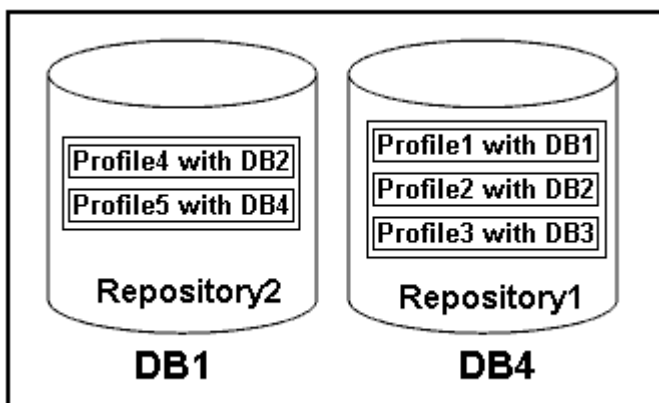 Profile4 with DB2
Profile5 with DB4
Repository2
DB1
Profile1 with DB1
Profile2 with DB2
Profile3 with DB3
Repository1
DB4